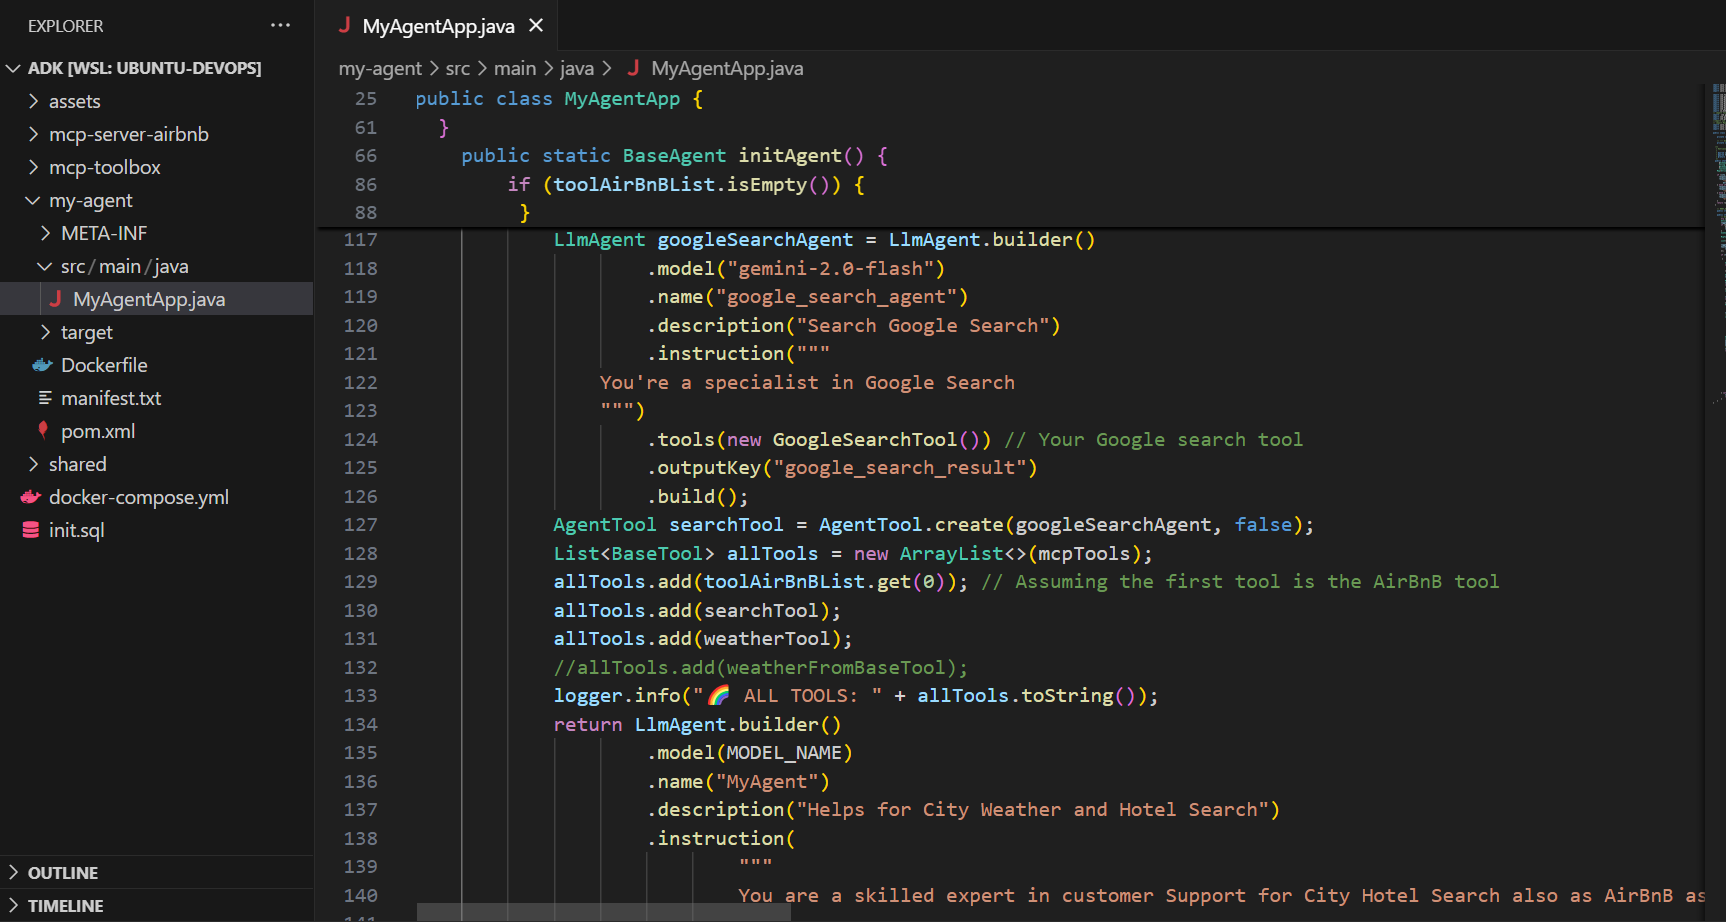 EXPLORER
ADK [WSL: UBUNTU-DEVOPS]
assets
mcp-server-airbnb
mcp-toolbox
my-agent
META-INF
src/main/java
MyAgentApp.java
target
Dockerfile
manifest.txt
pom.xml
shared
docker-compose.yml
init.sql
OUTLINE
TIMELINE
MyAgentApp.java
my-agent > src > main > java > MyAgentApp.java
25 public class MyAgentApp {
61 }
66 public static BaseAgent initAgent() {
86 if (toolAirBnBList.isEmpty()) {
88 }
117 LlmAgent googleSearchAgent = LlmAgent.builder()
118 .model("gemini-2.0-flash")
119 .name("google_search_agent")
120 .description("Search Google Search")
121 .instruction("""
122 You're a specialist in Google Search
123 """)
124 .tools(new GoogleSearchTool()) // Your Google search tool
125 .outputKey("google_search_result")
126 .build();
127 AgentTool searchTool = AgentTool.create(googleSearchAgent, false);
128 List<BaseTool> allTools = new ArrayList<>(mcpTools);
129 allTools.add(toolAirBnBList.get(0)); // Assuming the first tool is the AirBnB tool
130 allTools.add(searchTool);
131 allTools.add(weatherTool);
132 //allTools.add(weatherFromBaseTool);
133 logger.info("🌈 ALL TOOLS: " + allTools.toString());
134 return LlmAgent.builder()
135 .model(MODEL_NAME)
136 .name("MyAgent")
137 .description("Helps for City Weather and Hotel Search")
138 .instruction(
139 """
140 You are a skilled expert in customer Support for City Hotel Search also as AirBnB as